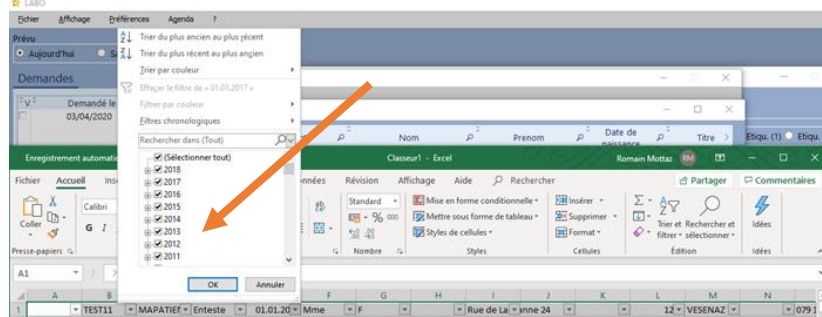 LABO
Echier Affichage Préférences Agenda ?
Prévu
Aujourd'hui
Demandes
Demandé le
03/04/2020
Trier du plus ancien au plus récent
Trier du plus récent au plus ancien
Trier par couleur
Effacer le filtre de « 01.01.2017 »
Filtrer par couleur
Filtres chronologiques
Rechercher dans (Tout)
(Sélectionner tout)
2018
2017
2016
2015
2014
2013
2012
2011
OK Annuler
Nom Prenom Date de naissance Titre
Etiqu. (1) Etiqu.
Enregistrement automatic
Classeur1 - Excel
Romain Mottaz RM
Fichier Accueil Ins
onnées Révision Affichage Aide Rechercher
Partager Commentaires
Coller
Calibri
G I
Presse-papiers
Standard
% 000
Nombre
Mise en forme conditionnelle
Mettre sous forme de tableau
Styles de cellules
Styles
Insérer
Supprimer
Format
Cellules
Trier et filtrer
Rechercher et sélectionner
Édition
Idées
Idées
A1
A B F G H I J K L M N
1 TEST11 MAPATIEN Enteste 01.01.20 Mme F Rue de La anne 24 12 VESENAZ 079 1